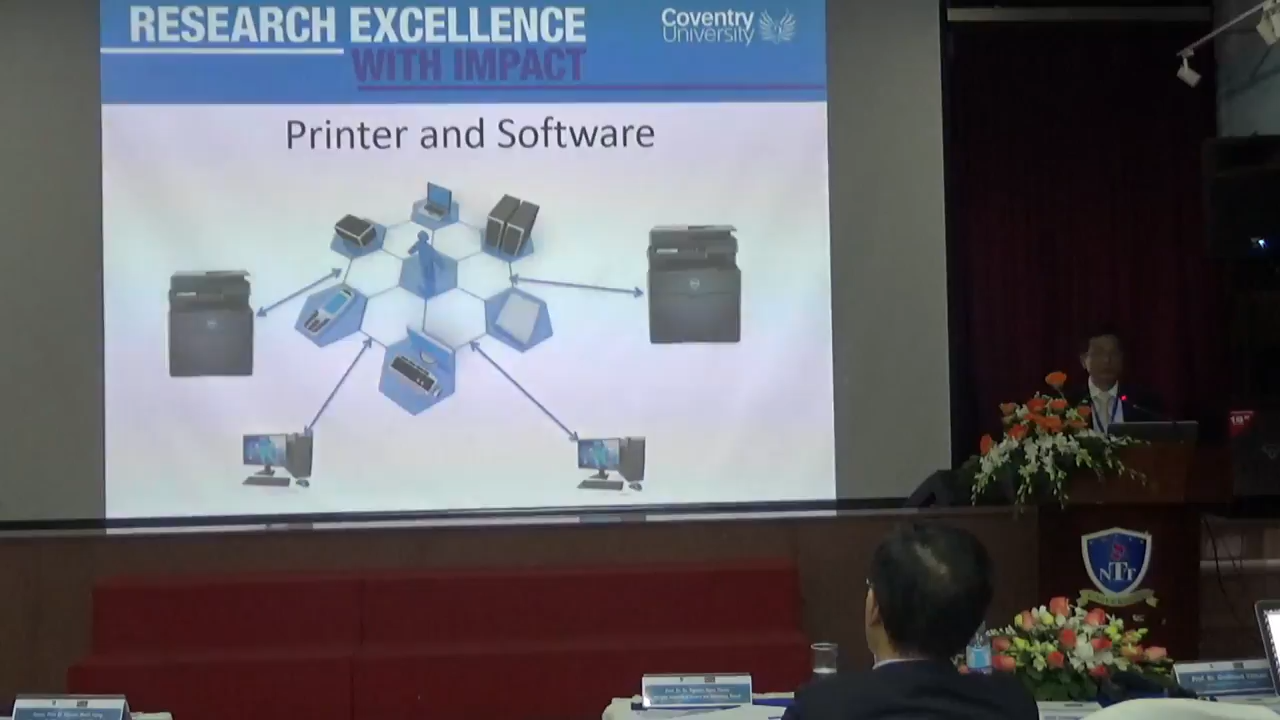 RESEARCH EXCELLENCE
WITH IMPACT
Coventry
University
Printer and Software
NTT